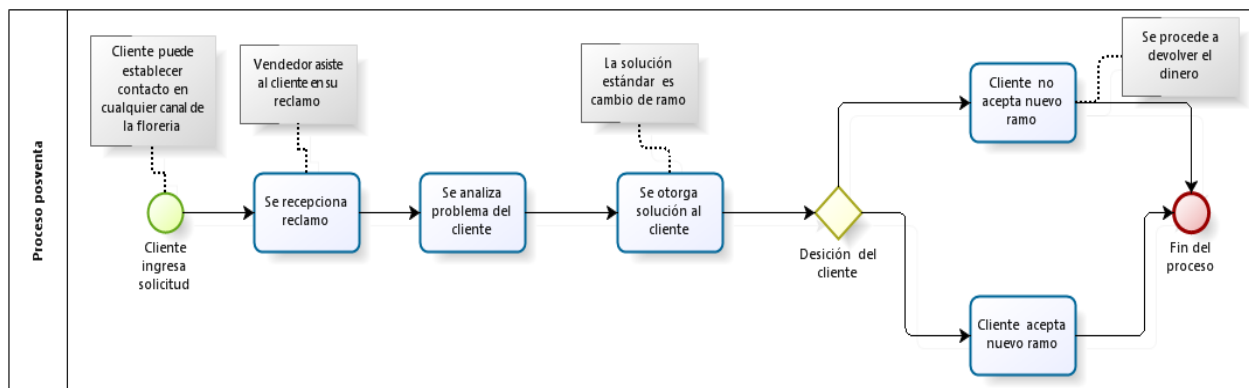 Proceso posventa
Cliente puede
establecer
contacto en
cualquier canal de
la floreria
Cliente
ingresa
solicitud
Vendedor asiste
al cliente en su
reclamo
Se recepciona
reclamo
Se analiza
problema del
cliente
La solución
estándar es
cambio de ramo
Se otorga
solución al
cliente
Desición del
cliente
Cliente no
acepta nuevo
ramo
Se procede a
devolver el
dinero
Cliente acepta
nuevo ramo
Fin del
proceso